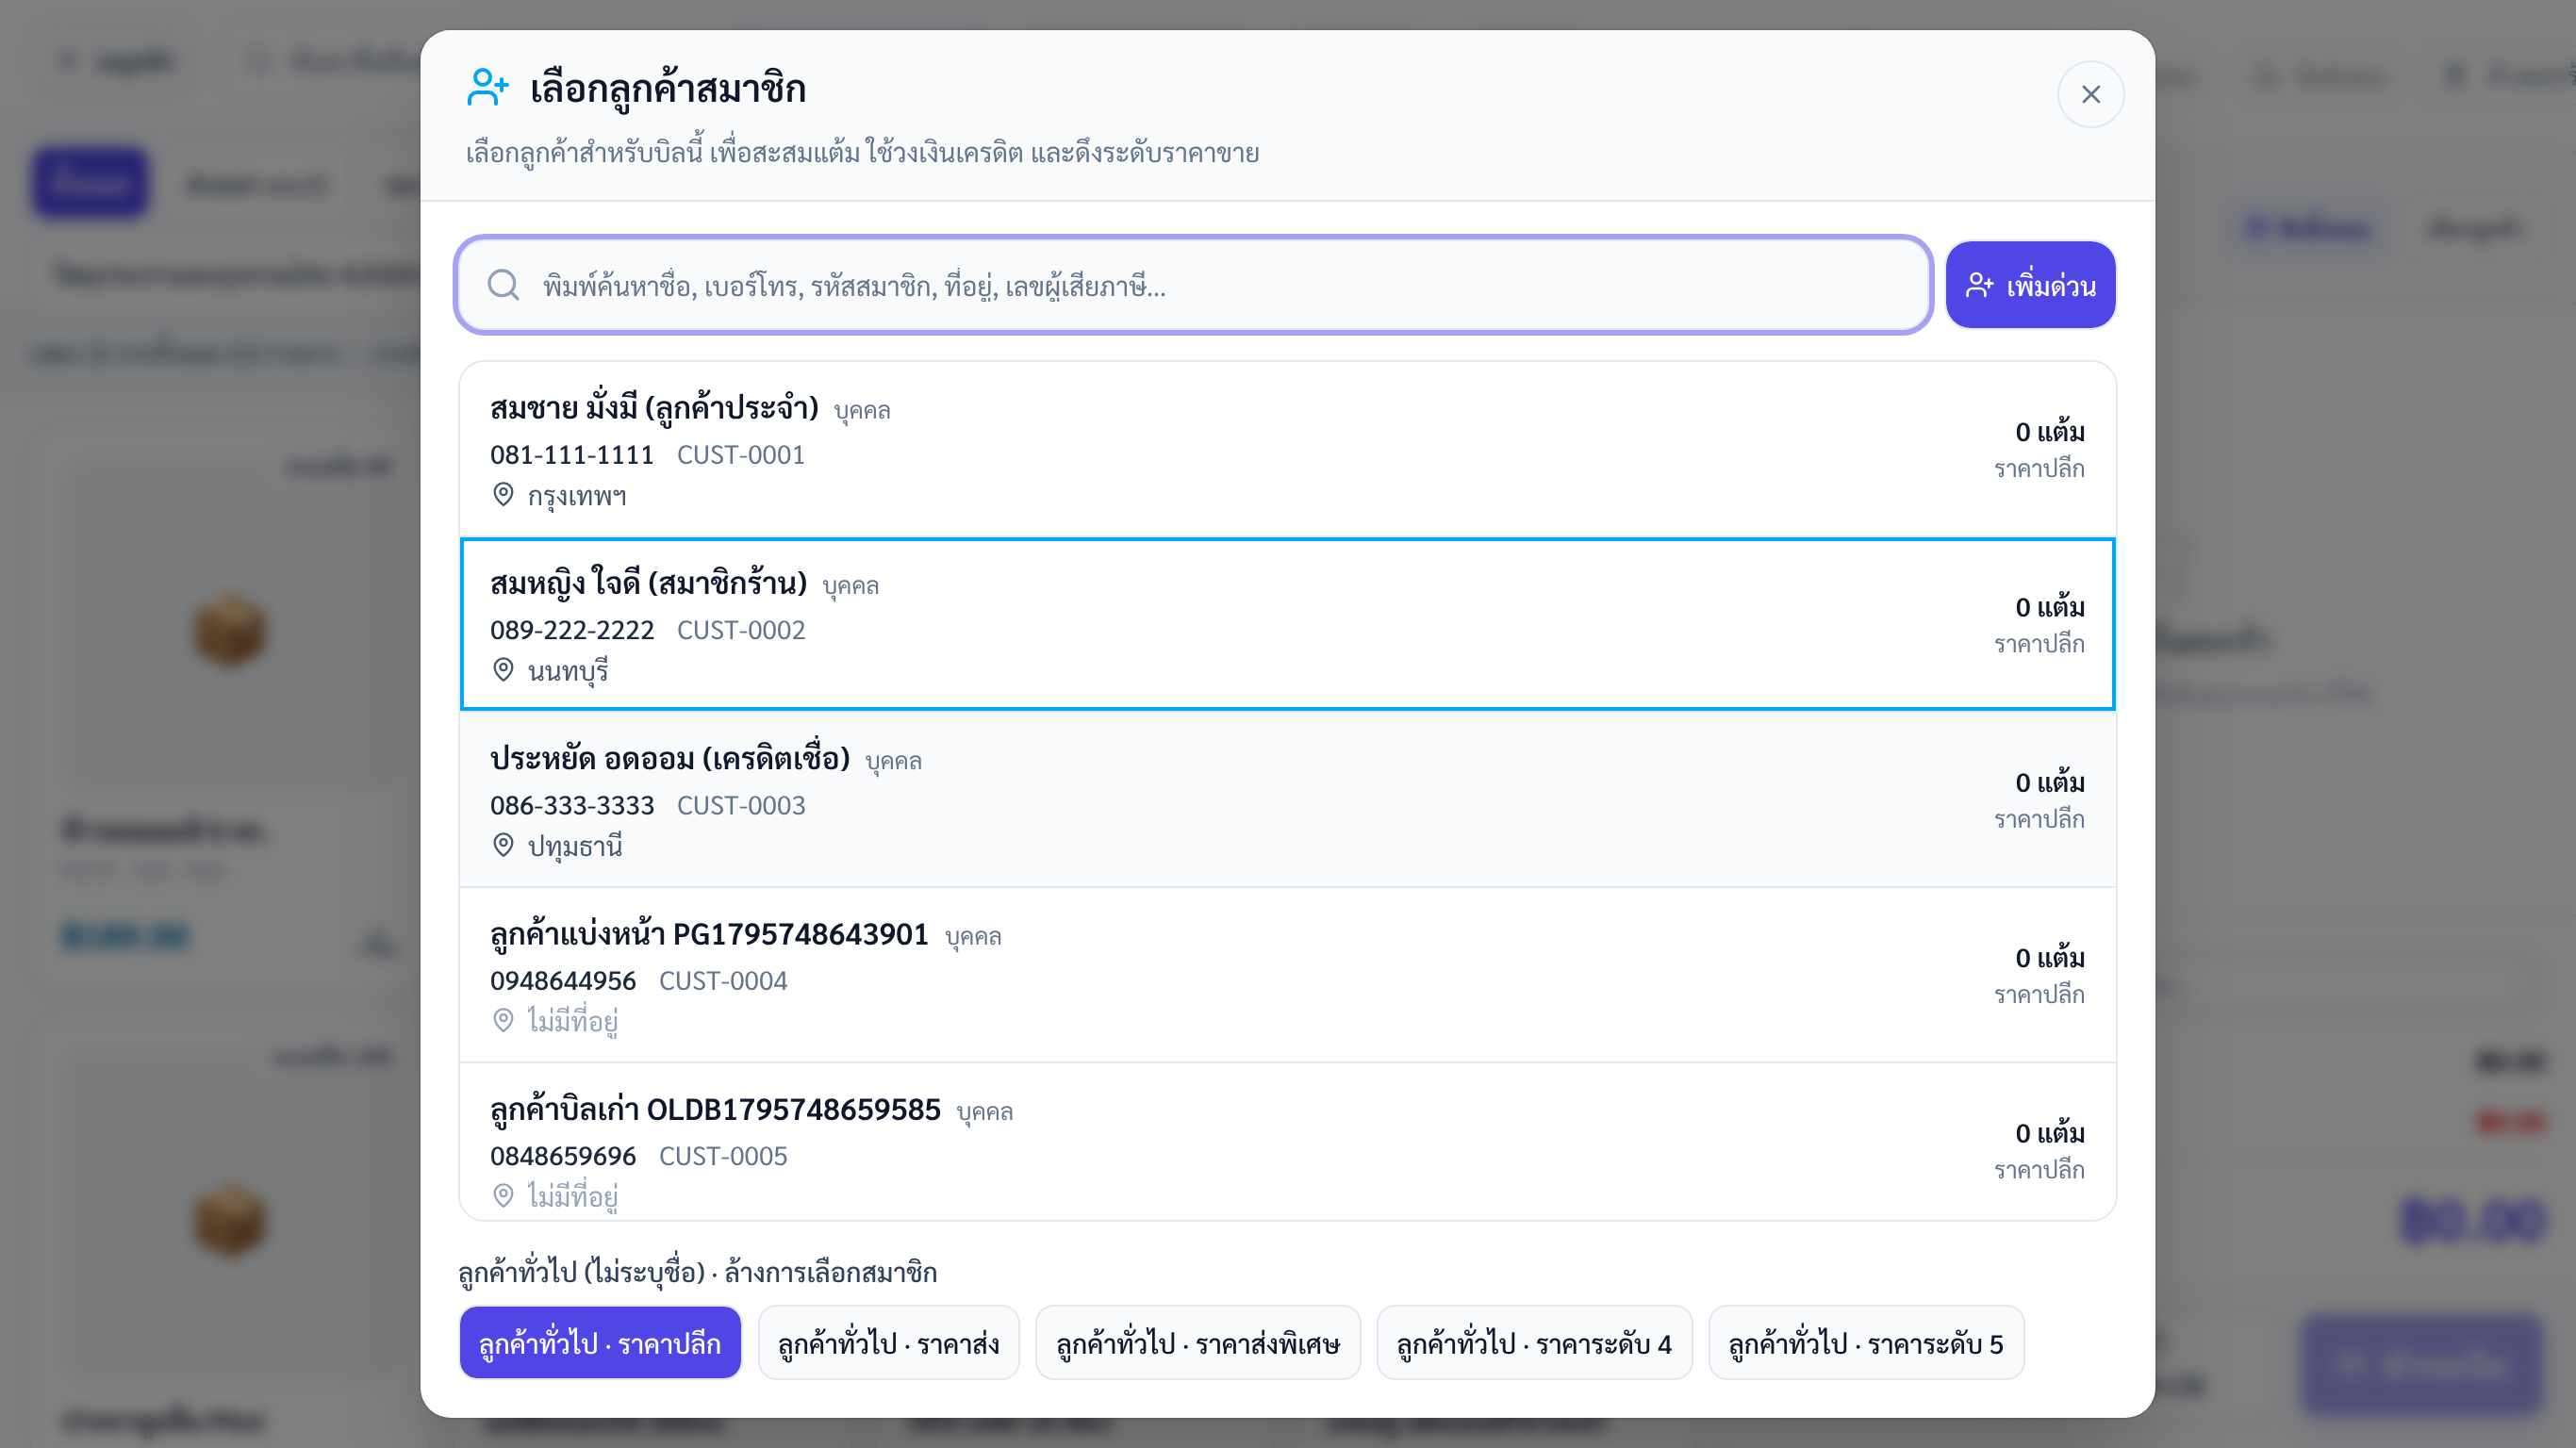 เลือกลูกค้าสมาชิก
เลือกลูกค้าสำหรับบิลนี้ เพื่อสะสมแต้ม ใช้วงเงินเครดิต และดึงระดับราคาขาย
พิมพ์ค้นหาชื่อ, เบอร์โทร, รหัสสมาชิก, ที่อยู่, เลขผู้เสียภาษี...
เพิ่มด่วน
สมชาย มั่งมี (ลูกค้าประจำ) บุคคล
081-111-1111 CUST-0001
กรุงเทพฯ
0 แต้ม
ราคาปลีก
สมหญิง ใจดี (สมาชิกร้าน) บุคคล
089-222-2222 CUST-0002
นนทบุรี
0 แต้ม
ราคาปลีก
ประหยัด อดออม (เครดิตเชื่อ) บุคคล
086-333-3333 CUST-0003
ปทุมธานี
0 แต้ม
ราคาปลีก
ลูกค้าแบ่งหน้า PG1795748643901 บุคคล
0948644956 CUST-0004
ไม่มีที่อยู่
0 แต้ม
ราคาปลีก
ลูกค้าบิลเก่า OLDB1795748659585 บุคคล
0848659696 CUST-0005
ไม่มีที่อยู่
0 แต้ม
ราคาปลีก
ลูกค้าทั่วไป (ไม่ระบุชื่อ) · ล้างการเลือกสมาชิก
ลูกค้าทั่วไป · ราคาปลีก
ลูกค้าทั่วไป · ราคาส่ง
ลูกค้าทั่วไป · ราคาส่งพิเศษ
ลูกค้าทั่วไป · ราคาระดับ 4
ลูกค้าทั่วไป · ราคาระดับ 5
฿0.00